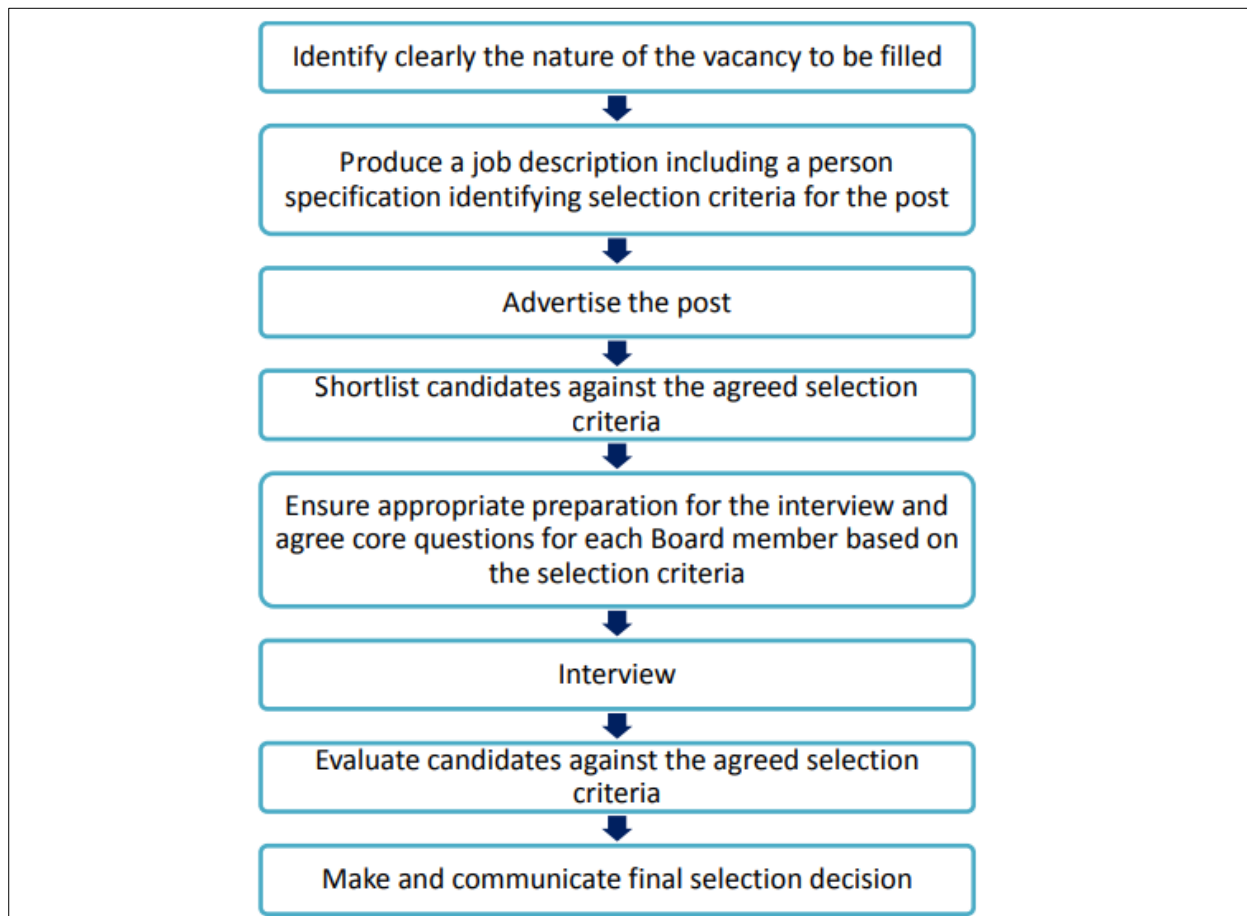 Identify clearly the nature of the vacancy to be filled
Produce a job description including a person
specification identifying selection criteria for the post
Advertise the post
Shortlist candidates against the agreed selection
criteria
Ensure appropriate preparation for the interview and
agree core questions for each Board member based on
the selection criteria
Interview
Evaluate candidates against the agreed selection
criteria
Make and communicate final selection decision